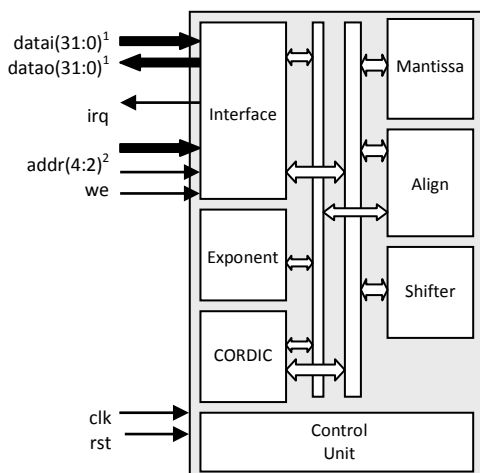 datai(31:0)¹
datao(31:0)¹
irq
addr(4:2)²
we
Interface
Mantissa
Align
Exponent
Shifter
CORDIC
clk
rst
Control
Unit